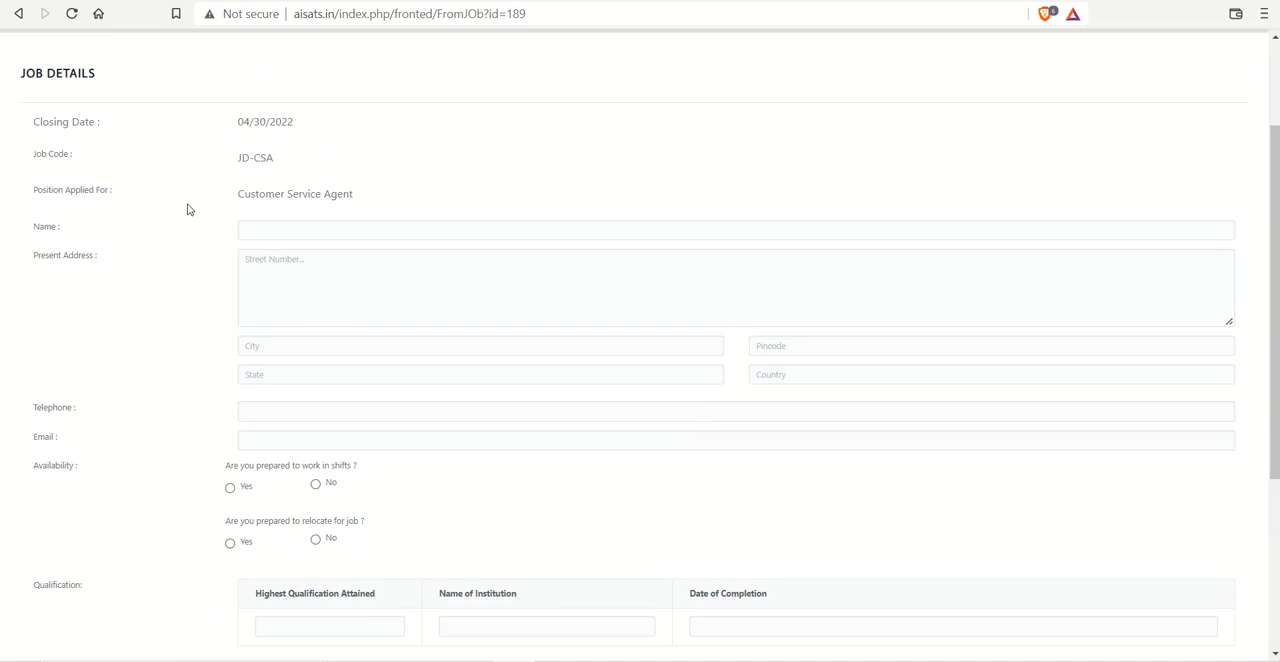 Not secure | aisats.in/index.php/fronted/FromJOb?id=189
6
JOB DETAILS
Closing Date : 04/30/2022
Job Code : JD-CSA
Position Applied For : Customer Service Agent
Name :
Present Address : Street Number...
City Pincode
State Country
Telephone :
Email :
Availability : Are you prepared to work in shifts ?
Yes No
Are you prepared to relocate for job ?
Yes No
Qualification:
Highest Qualification Attained Name of Institution Date of Completion